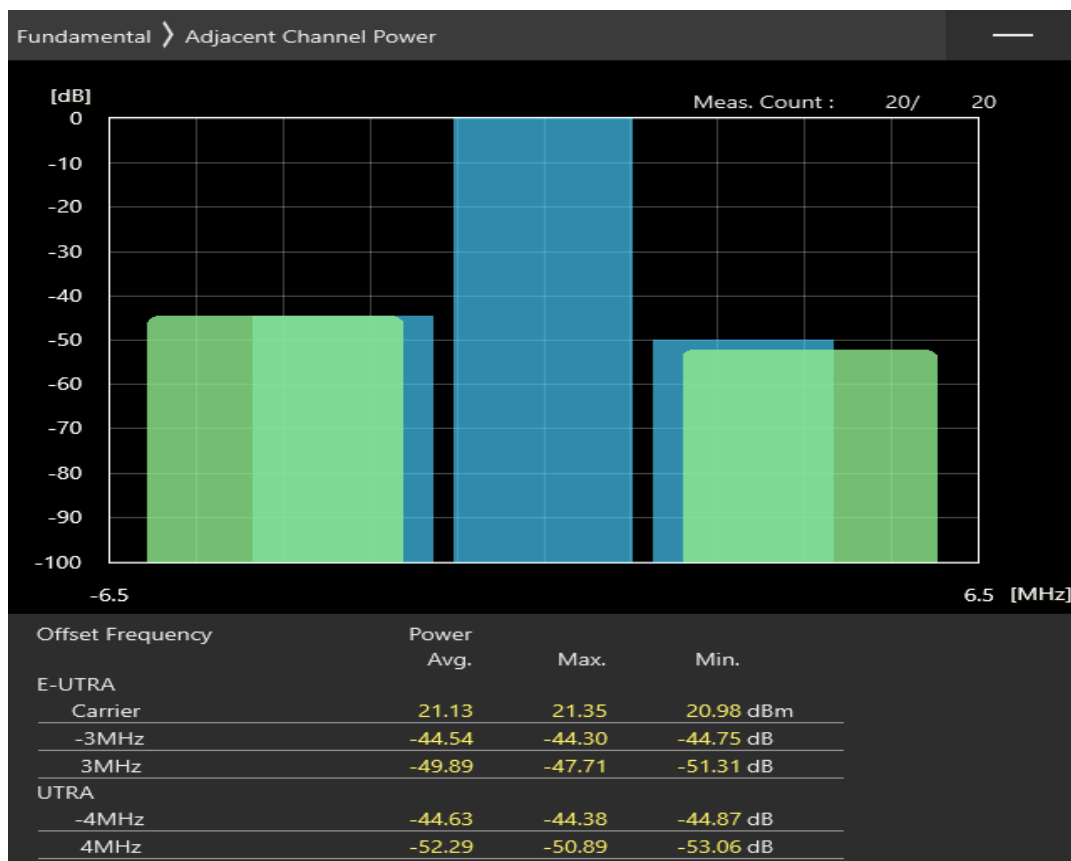 Fundamental 〉 Adjacent Channel Power
[dB]
Meas. Count : 20/ 20
0
-10
-20
-30
-40
-50
-60
-70
-80
-90
-100
-6.5 6.5 [MHz]
Offset Frequency Power
Avg. Max. Min.
E-UTRA
Carrier 21.13 21.35 20.98 dBm
-3MHz -44.54 -44.30 -44.75 dB
3MHz -49.89 -47.71 -51.31 dB
UTRA
-4MHz -44.63 -44.38 -44.87 dB
4MHz -52.29 -50.89 -53.06 dB